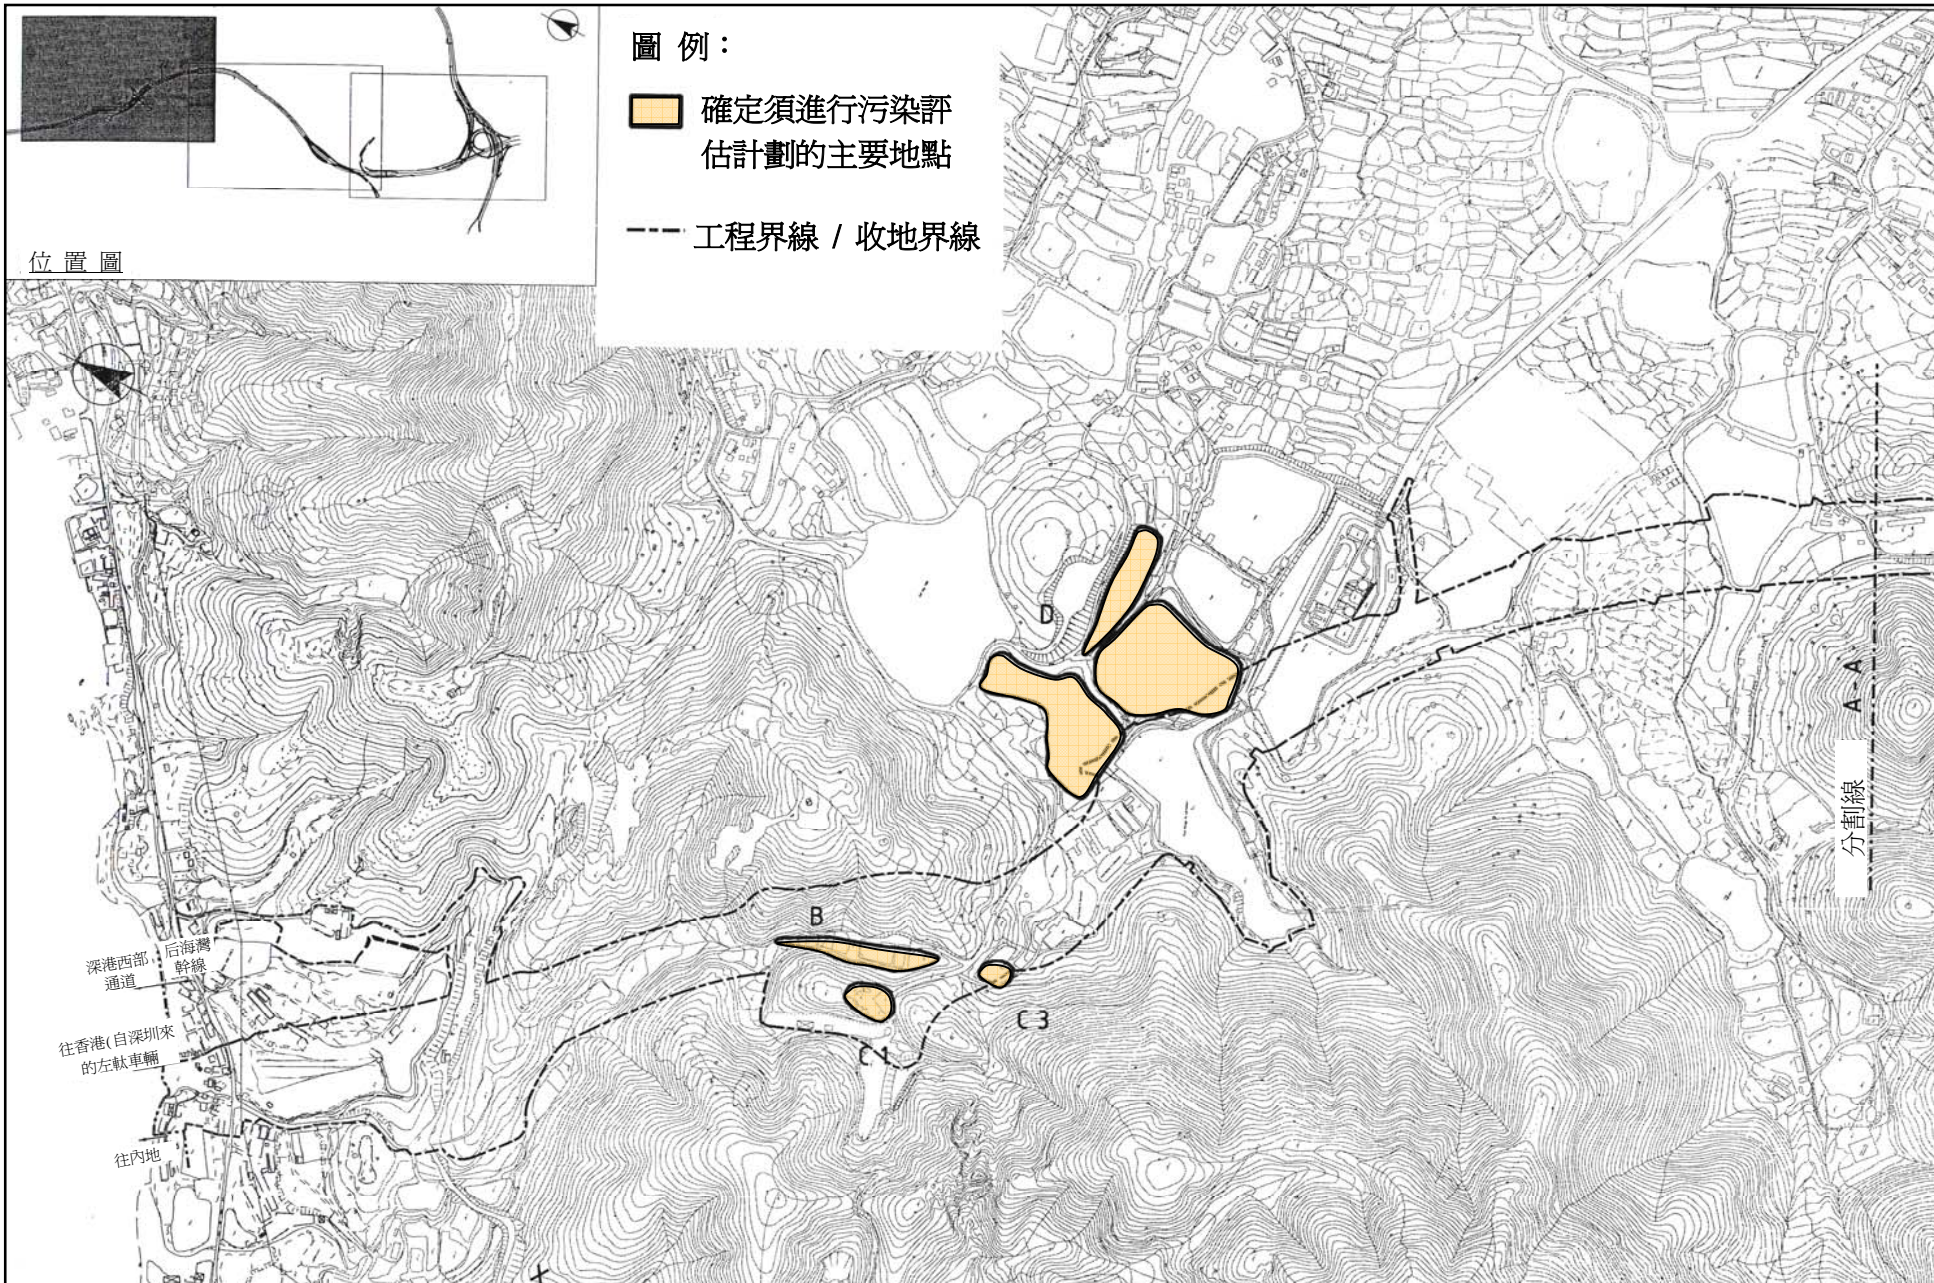 圖 例：
確定須進行污染評
估計劃的主要地點
工程界線 / 收地界線
位 置 圖
D
B
C1
C3
A-A
分割線
深港西部
通道
后海灣
幹線
往香港(自深圳來
的左軚車輛
往內地